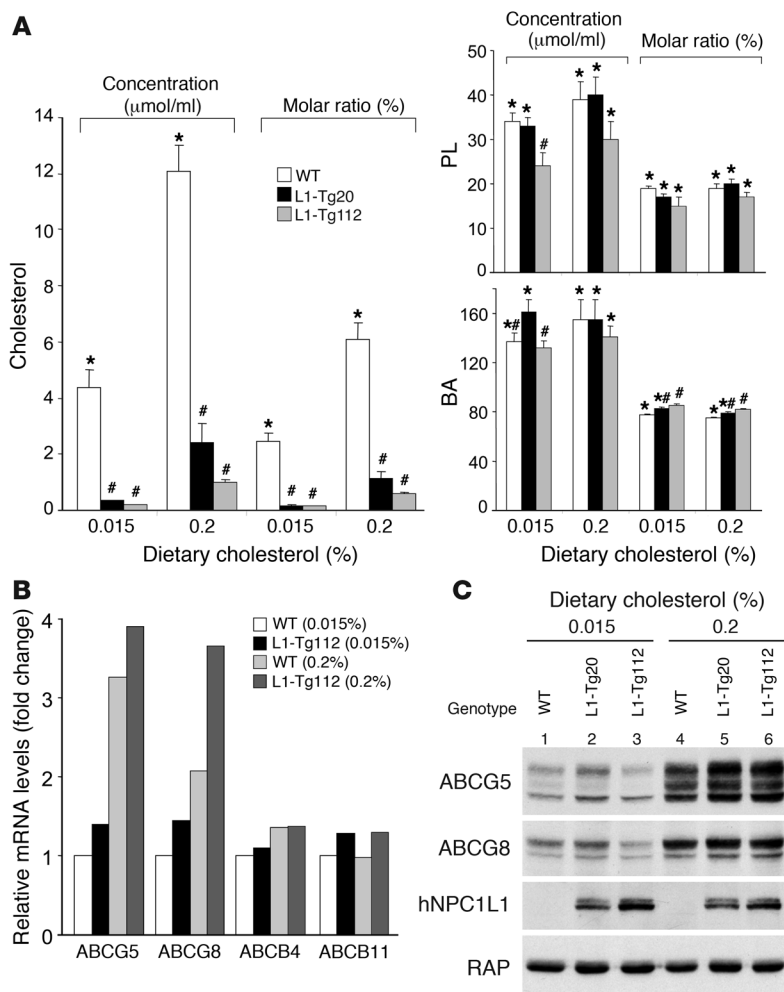 A
Concentration
(μmol/ml)
Molar ratio (%)
Cholesterol
14
12
10
8
6
4
2
0
WT
L1-Tg20
L1-Tg112
*
*
#
#
#
#
*
*
#
#
#
#
0.015
0.2
0.015
0.2
Dietary cholesterol (%)
Concentration
(μmol/ml)
Molar ratio (%)
PL
50
40
30
20
10
0
* * #
* * *
* * *
* * *
BA
160
120
80
40
0
*# * #
* * *
* *# #
* *# #
0.015
0.2
0.015
0.2
Dietary cholesterol (%)
B
Relative mRNA levels (fold change)
4
3
2
1
0
WT (0.015%)
L1-Tg112 (0.015%)
WT (0.2%)
L1-Tg112 (0.2%)
ABCG5
ABCG8
ABCB4
ABCB11
C
Dietary cholesterol (%)
0.015
0.2
Genotype
WT
L1-Tg20
L1-Tg112
WT
L1-Tg20
L1-Tg112
1 2 3 4 5 6
ABCG5
ABCG8
hNPC1L1
RAP